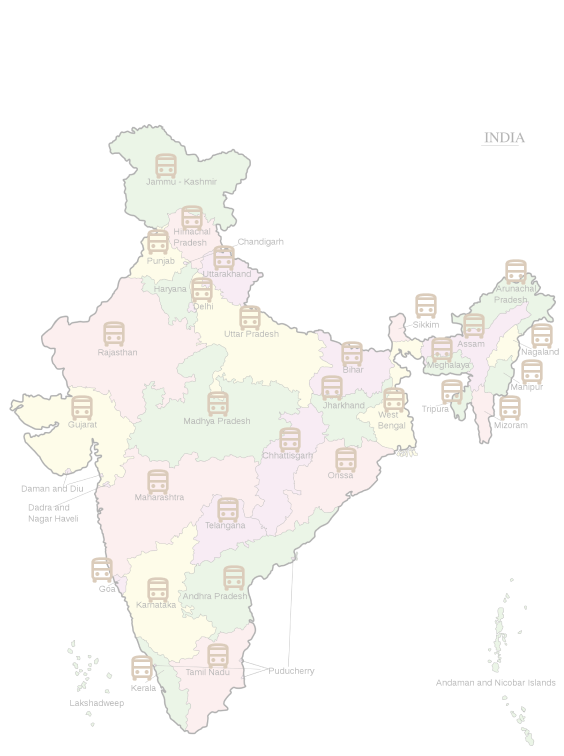 INDIA
Jammu - Kashmir
Himachal
Pradesh
Chandigarh
Punjab
Uttarakhand
Haryana
Delhi
Arunachal
Pradesh
Sikkim
Uttar Pradesh
Assam
Rajasthan
Nagaland
Bihar
Meghalaya
Manipur
Jharkhand
Tripura
West
Bengal
Madhya Pradesh
Gujarat
Mizoram
Chhattisgarh
Orissa
Daman and Diu
Maharashtra
Dadra and
Nagar Haveli
Telangana
Goa
Andhra Pradesh
Karnataka
Tamil Nadu
Puducherry
Kerala
Andaman and Nicobar Islands
Lakshadweep